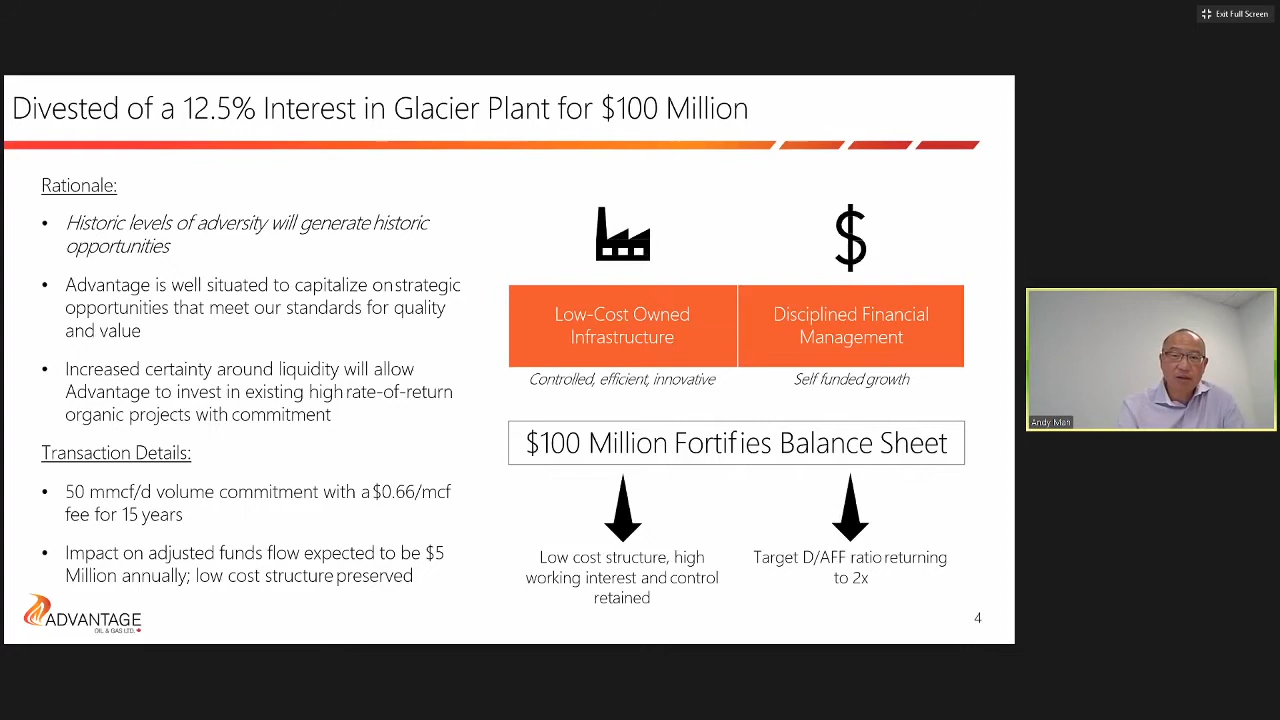 Exit Full Screen
Divested of a 12.5% Interest in Glacier Plant for $100 Million
Rationale:
• Historic levels of adversity will generate historic
opportunities
• Advantage is well situated to capitalize on strategic
opportunities that meet our standards for quality
and value
• Increased certainty around liquidity will allow
Advantage to invest in existing high rate-of-return
organic projects with commitment
Transaction Details:
• 50 mmcf/d volume commitment with a $0.66/mcf
fee for 15 years
• Impact on adjusted funds flow expected to be $5
Million annually; low cost structure preserved
$
Low-Cost Owned
Infrastructure
Disciplined Financial
Management
Controlled, efficient, innovative
Self funded growth
$100 Million Fortifies Balance Sheet
Low cost structure, high
working interest and control
retained
Target D/AFF ratio returning
to 2x
ADVANTAGE
OIL & GAS LTD.
4
Andy Mah